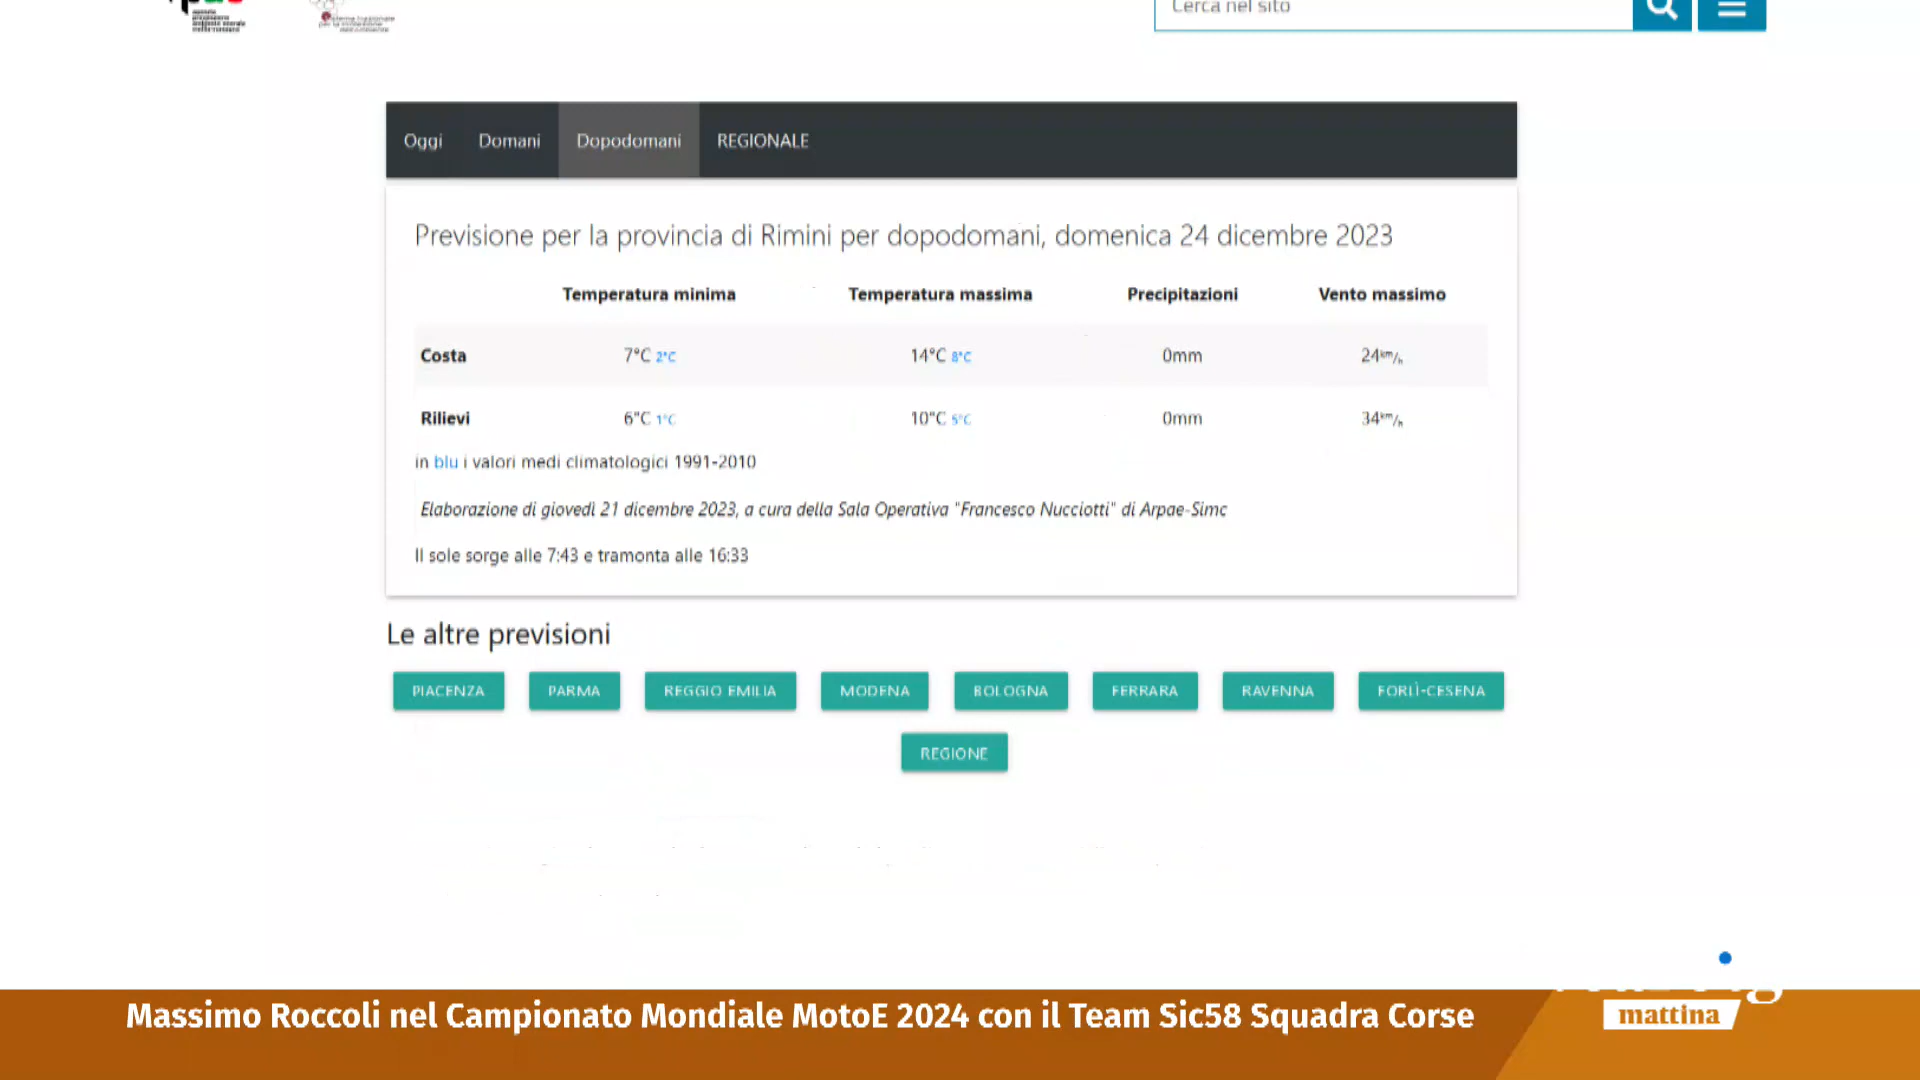 Cerca nel sito
Oggi Domani Dopodomani REGIONALE
Previsione per la provincia di Rimini per dopodomani, domenica 24 dicembre 2023
Temperatura minima Temperatura massima Precipitazioni Vento massimo
Costa 7°C 2°C 14°C 8°C 0mm 24km/h
Rilievi 6°C 1°C 10°C 5°C 0mm 34km/h
in blu i valori medi climatologici 1991-2010
Elaborazione di giovedì 21 dicembre 2023, a cura della Sala Operativa "Francesco Nucciotti" di Arpae-Simc
Il sole sorge alle 7:43 e tramonta alle 16:33
Le altre previsioni
PIACENZA PARMA REGGIO EMILIA MODENA BOLOGNA FERRARA RAVENNA FORLÌ-CESENA
REGIONE
Massimo Roccoli nel Campionato Mondiale MotoE 2024 con il Team Sic58 Squadra Corse
mattina